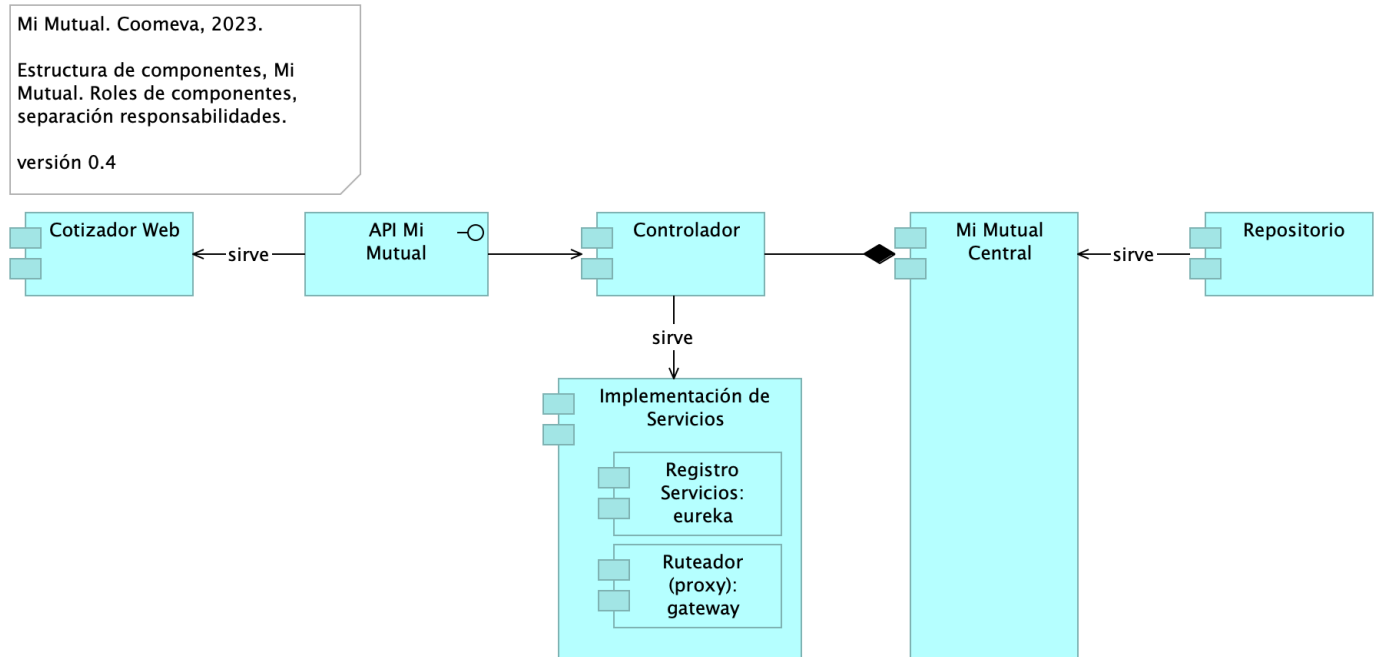 Mi Mutual. Coomeva, 2023.
Estructura de componentes, Mi
Mutual. Roles de componentes,
separación responsabilidades.
versión 0.4
Cotizador Web
sirve
API Mi
Mutual
Controlador
Mi Mutual
Central
sirve
Repositorio
sirve
Implementación de
Servicios
Registro
Servicios:
eureka
Ruteador
(proxy):
gateway